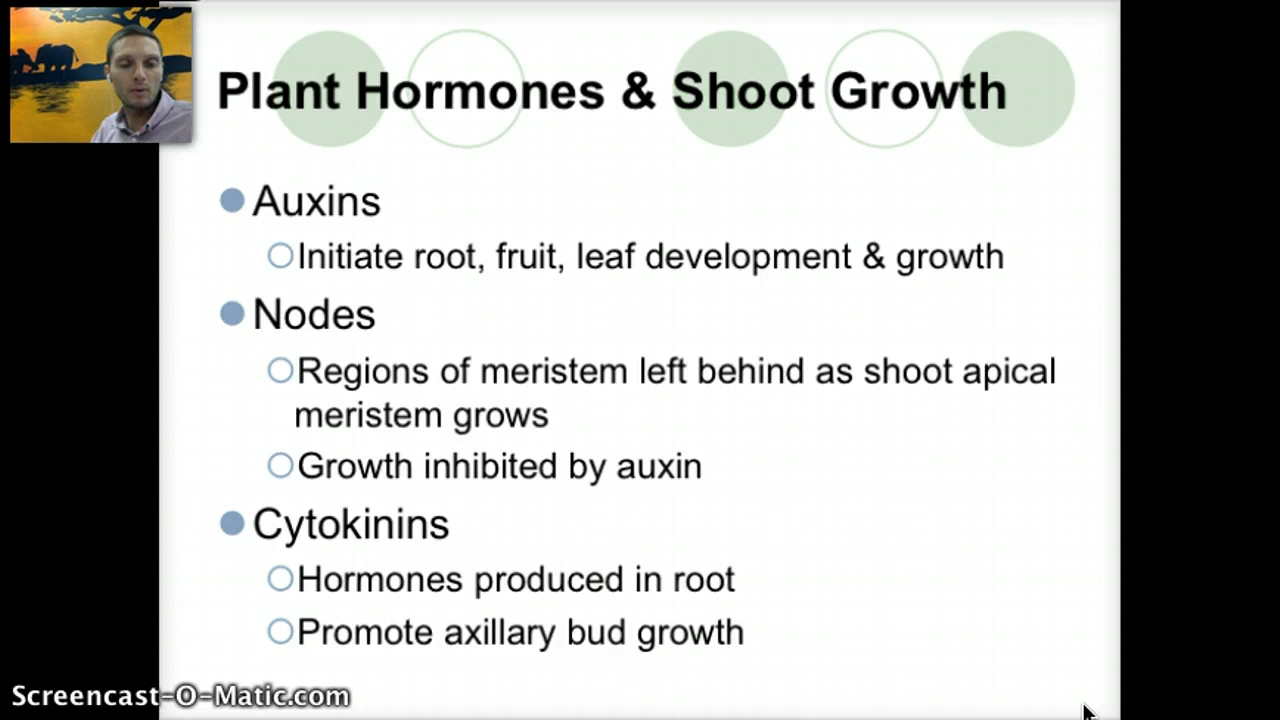 Plant Hormones & Shoot Growth
Auxins
Initiate root, fruit, leaf development & growth
Nodes
Regions of meristem left behind as shoot apical
meristem grows
Growth inhibited by auxin
Cytokinins
Hormones produced in root
Promote axillary bud growth
Screencast-O-Matic.com